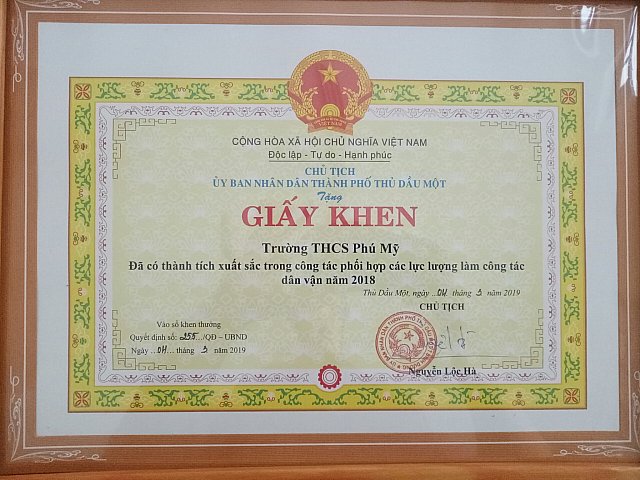 CỘNG HÒA XÃ HỘI CHỦ NGHĨA VIỆT NAM
Độc lập - Tự do - Hạnh phúc
CHỦ TỊCH
ỦY BAN NHÂN DÂN THÀNH PHỐ THỦ DẦU MỘT
Tặng
GIẤY KHEN
Trường THCS Phú Mỹ
Đã có thành tích xuất sắc trong công tác phối hợp các lực lượng làm công tác
dân vận năm 2018
Thủ Dầu Một, ngày ..04 tháng 3 năm 2019
CHỦ TỊCH
Vào sổ khen thưởng
Quyết định số: 255.../QĐ - UBND
Ngày ..04... tháng 3 năm 2019
Nguyễn Lộc Hà